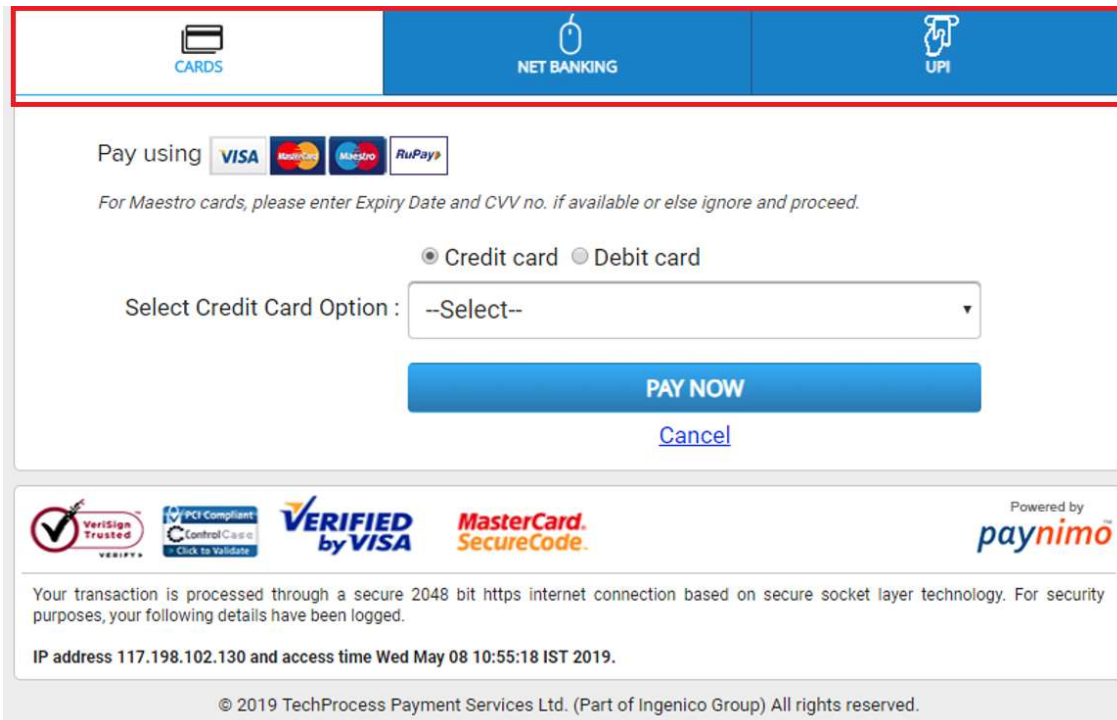 CARDS
NET BANKING
UPI
Pay using VISA MasterCard Maestro RuPay
For Maestro cards, please enter Expiry Date and CVV no. if available or else ignore and proceed.
Credit card Debit card
Select Credit Card Option : --Select--
PAY NOW
Cancel
VeriSign
Trusted
VERIFY
PCI Compliant
ControlCase
Click to Validate
VERIFIED
by VISA
MasterCard.
SecureCode.
Powered by
paynimo
Your transaction is processed through a secure 2048 bit https internet connection based on secure socket layer technology. For security
purposes, your following details have been logged.
IP address 117.198.102.130 and access time Wed May 08 10:55:18 IST 2019.
© 2019 TechProcess Payment Services Ltd. (Part of Ingenico Group) All rights reserved.